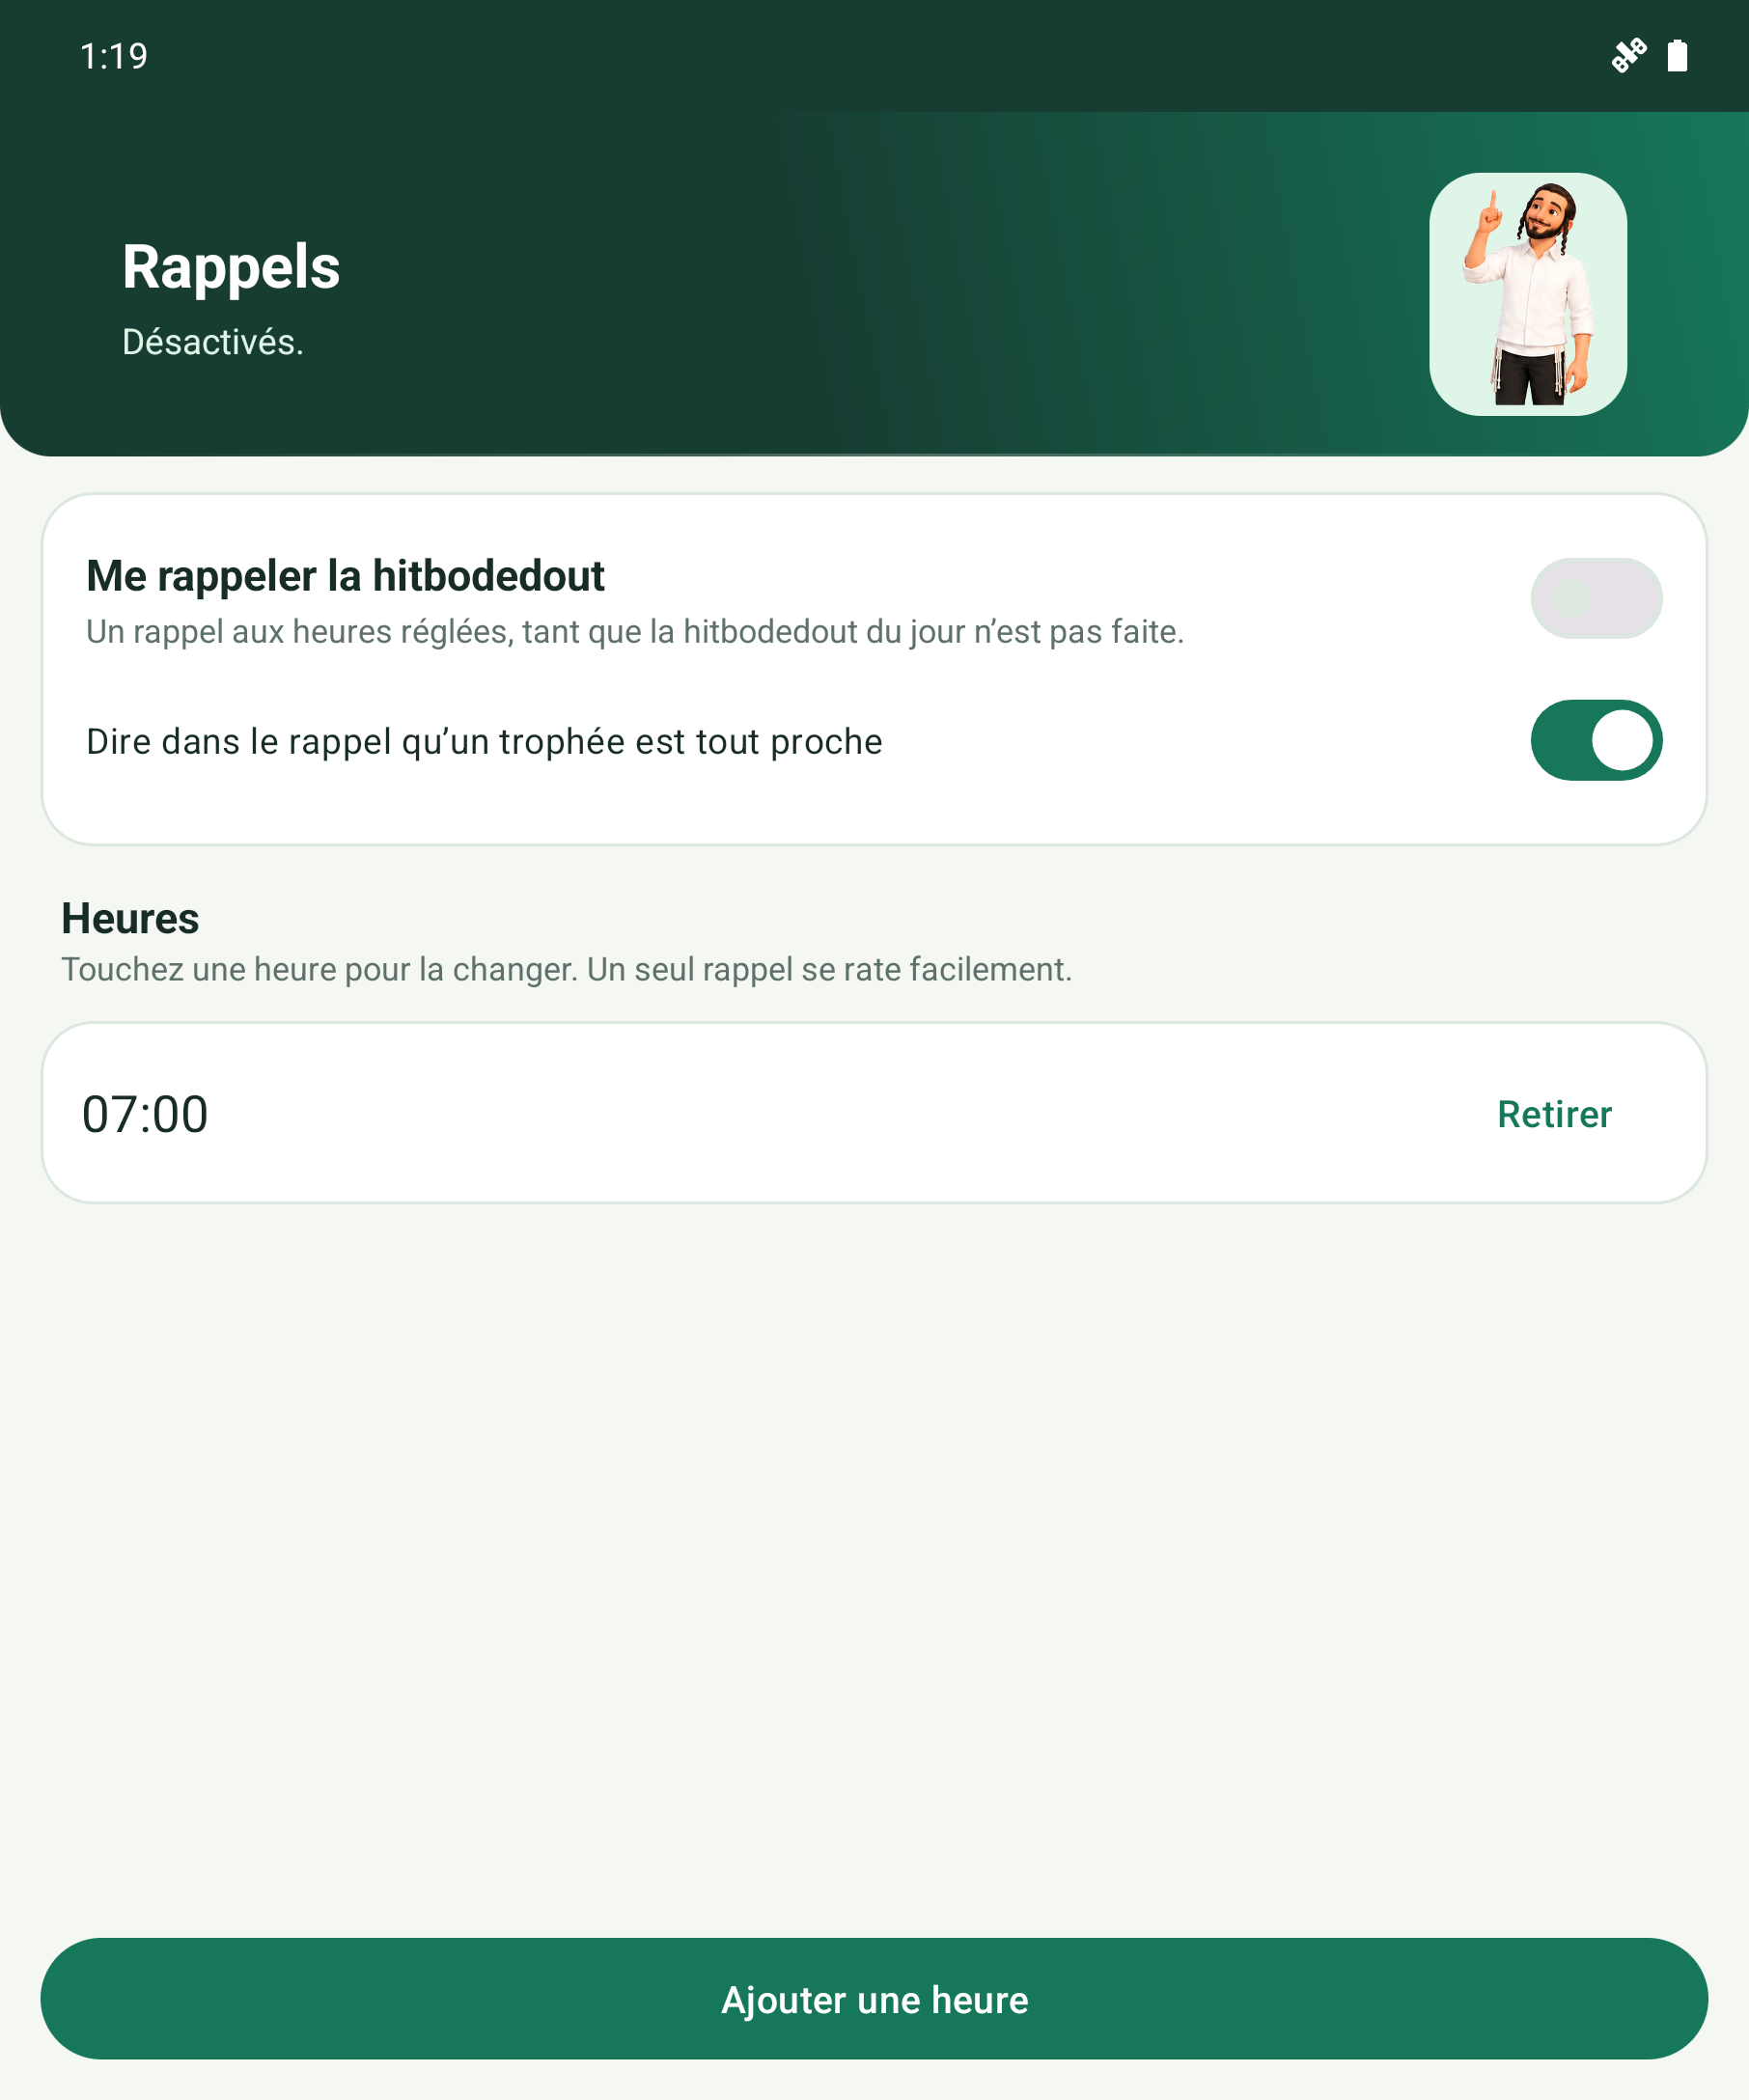 1:19
Rappels
Désactivés.
Me rappeler la hitbodedout
Un rappel aux heures réglées, tant que la hitbodedout du jour n’est pas faite.
Dire dans le rappel qu’un trophée est tout proche
Heures
Touchez une heure pour la changer. Un seul rappel se rate facilement.
07:00
Retirer
Ajouter une heure